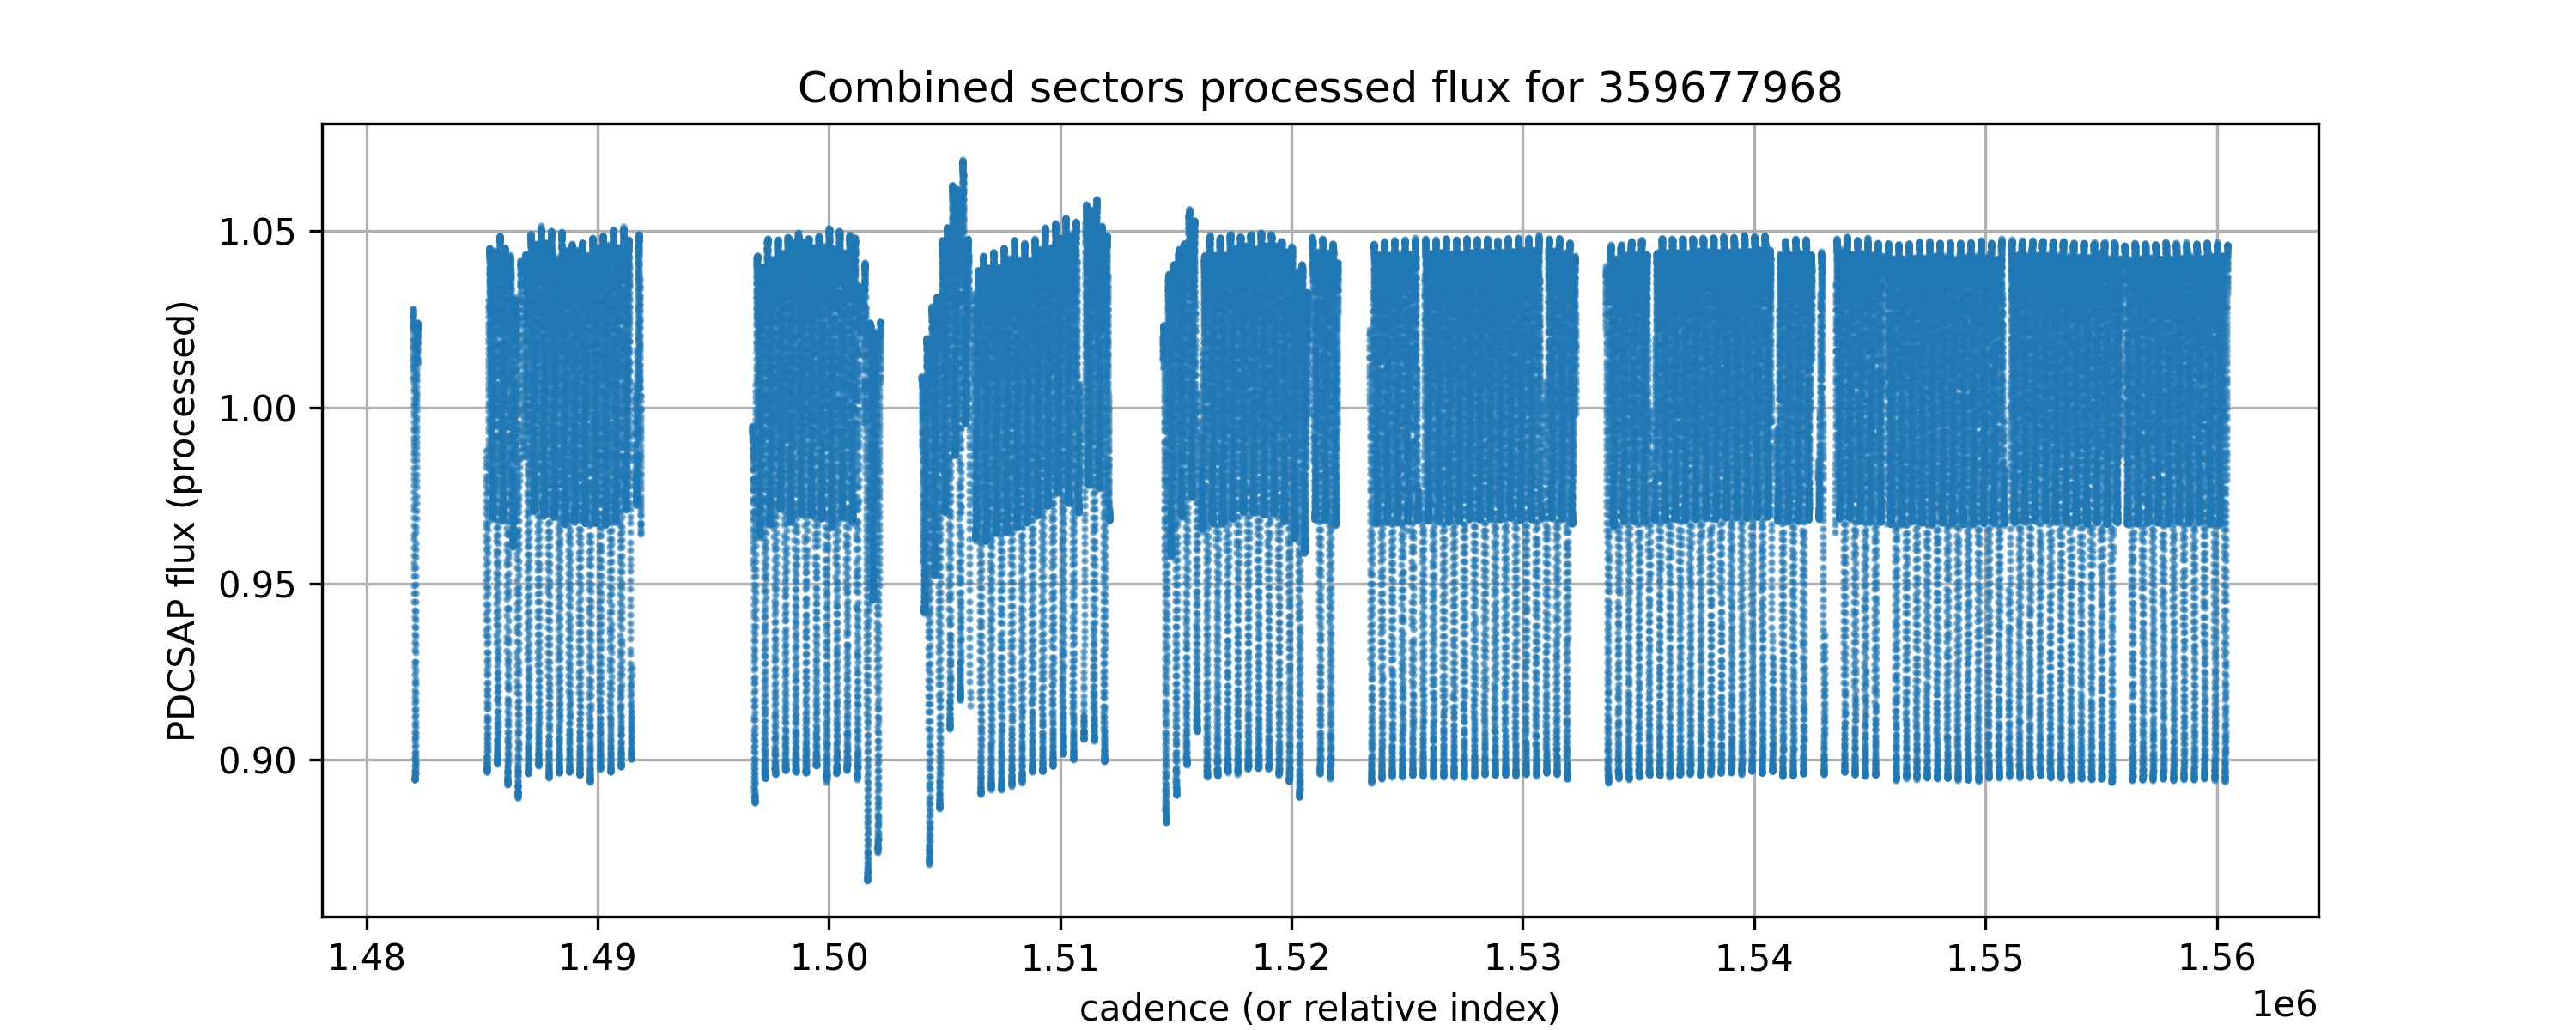 Combined sectors processed flux for 359677968
PDCSAP flux (processed)
1.05
1.00
0.95
0.90
1.48 1.49 1.50 1.51 1.52 1.53 1.54 1.55 1.56
1e6
cadence (or relative index)